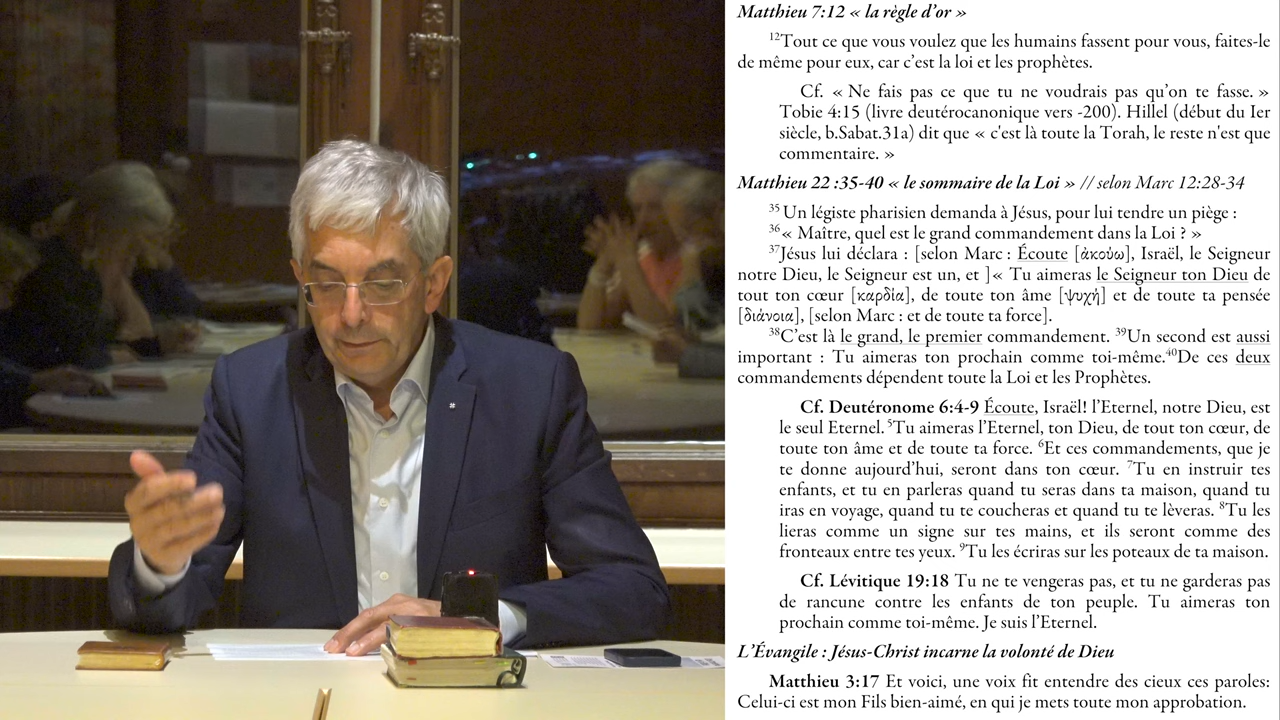 Matthieu 7:12 « la règle d’or »
12Tout ce que vous voulez que les humains fassent pour vous, faites-le
de même pour eux, car c’est la loi et les prophètes.
Cf. « Ne fais pas ce que tu ne voudrais pas qu’on te fasse. »
Tobie 4:15 (livre deutérocanonique vers -200). Hillel (début du Ier
siècle, b.Sabat.31a) dit que « c'est là toute la Torah, le reste n'est que
commentaire. »
Matthieu 22 :35-40 « le sommaire de la Loi » // selon Marc 12:28-34
35 Un légiste pharisien demanda à Jésus, pour lui tendre un piège :
36« Maître, quel est le grand commandement dans la Loi ? »
37Jésus lui déclara : [selon Marc : Écoute [ἀκούω], Israël, le Seigneur
notre Dieu, le Seigneur est un, et ]« Tu aimeras le Seigneur ton Dieu de
tout ton cœur [καρδία], de toute ton âme [ψυχή] et de toute ta pensée
[διάνοια], [selon Marc : et de toute ta force].
38C’est là le grand, le premier commandement. 39Un second est aussi
important : Tu aimeras ton prochain comme toi-même.40De ces deux
commandements dépendent toute la Loi et les Prophètes.
Cf. Deutéronome 6:4-9 Écoute, Israël! l’Eternel, notre Dieu, est
le seul Eternel. 5Tu aimeras l’Eternel, ton Dieu, de tout ton cœur, de
toute ton âme et de toute ta force. 6Et ces commandements, que je
te donne aujourd’hui, seront dans ton cœur. 7Tu en instruir tes
enfants, et tu en parleras quand tu seras dans ta maison, quand tu
iras en voyage, quand tu te coucheras et quand tu te lèveras. 8Tu les
lieras comme un signe sur tes mains, et ils seront comme des
fronteaux entre tes yeux. 9Tu les écriras sur les poteaux de ta maison.
Cf. Lévitique 19:18 Tu ne te vengeras pas, et tu ne garderas pas
de rancune contre les enfants de ton peuple. Tu aimeras ton
prochain comme toi-même. Je suis l’Eternel.
L’Évangile : Jésus-Christ incarne la volonté de Dieu
Matthieu 3:17 Et voici, une voix fit entendre des cieux ces paroles:
Celui-ci est mon Fils bien-aimé, en qui je mets toute mon approbation.